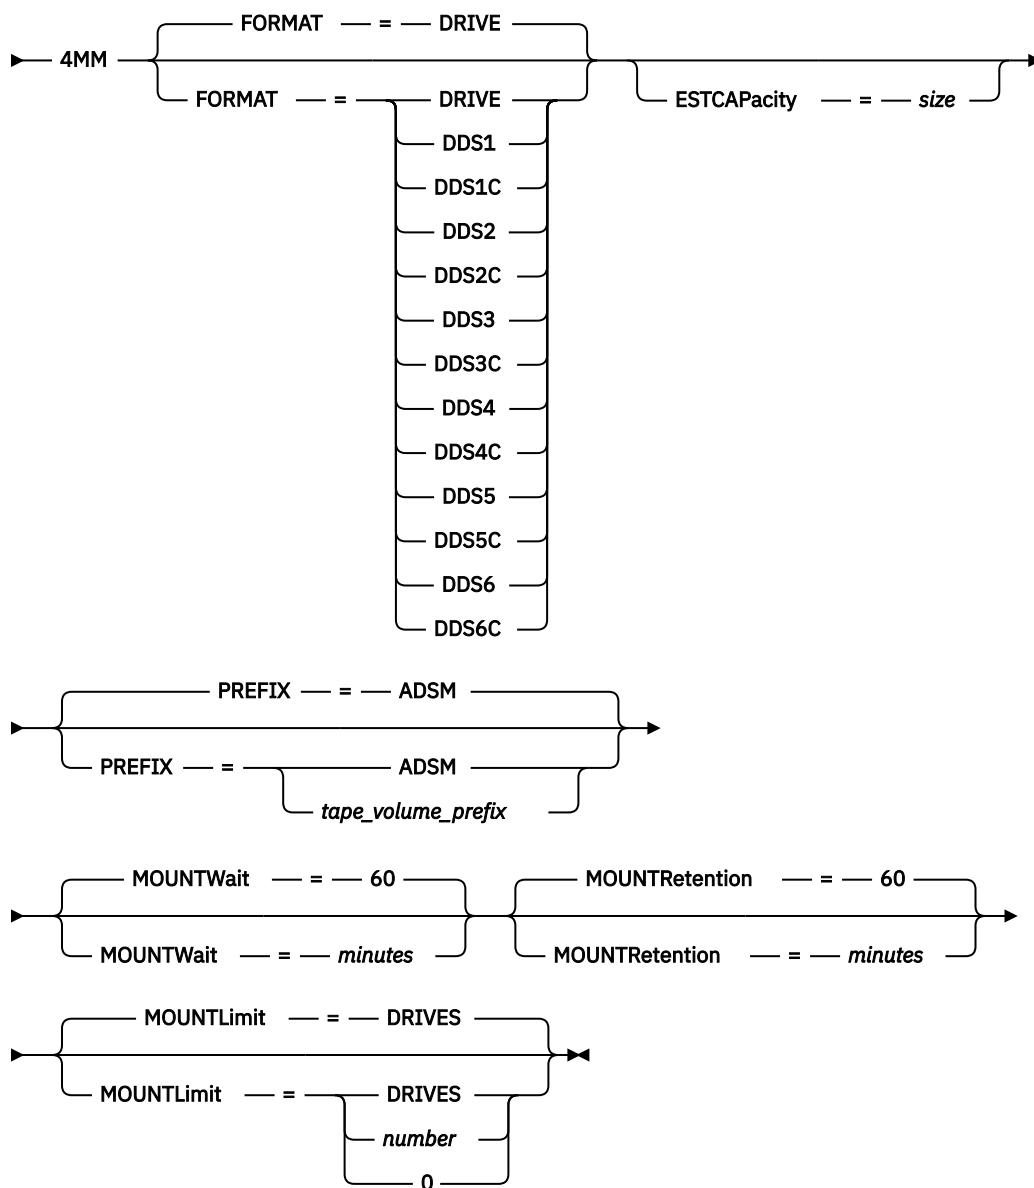 FORMAT = DRIVE
4MM
FORMAT = DRIVE
ESTCAPacity = size
DDS1
DDS1C
DDS2
DDS2C
DDS3
DDS3C
DDS4
DDS4C
DDS5
DDS5C
DDS6
DDS6C
PREFIX = ADSM
PREFIX = ADSM
tape_volume_prefix
MOUNTWait = 60
MOUNTRetention = 60
MOUNTWait = minutes
MOUNTRetention = minutes
MOUNTLimit = DRIVES
MOUNTLimit = DRIVES
number
0